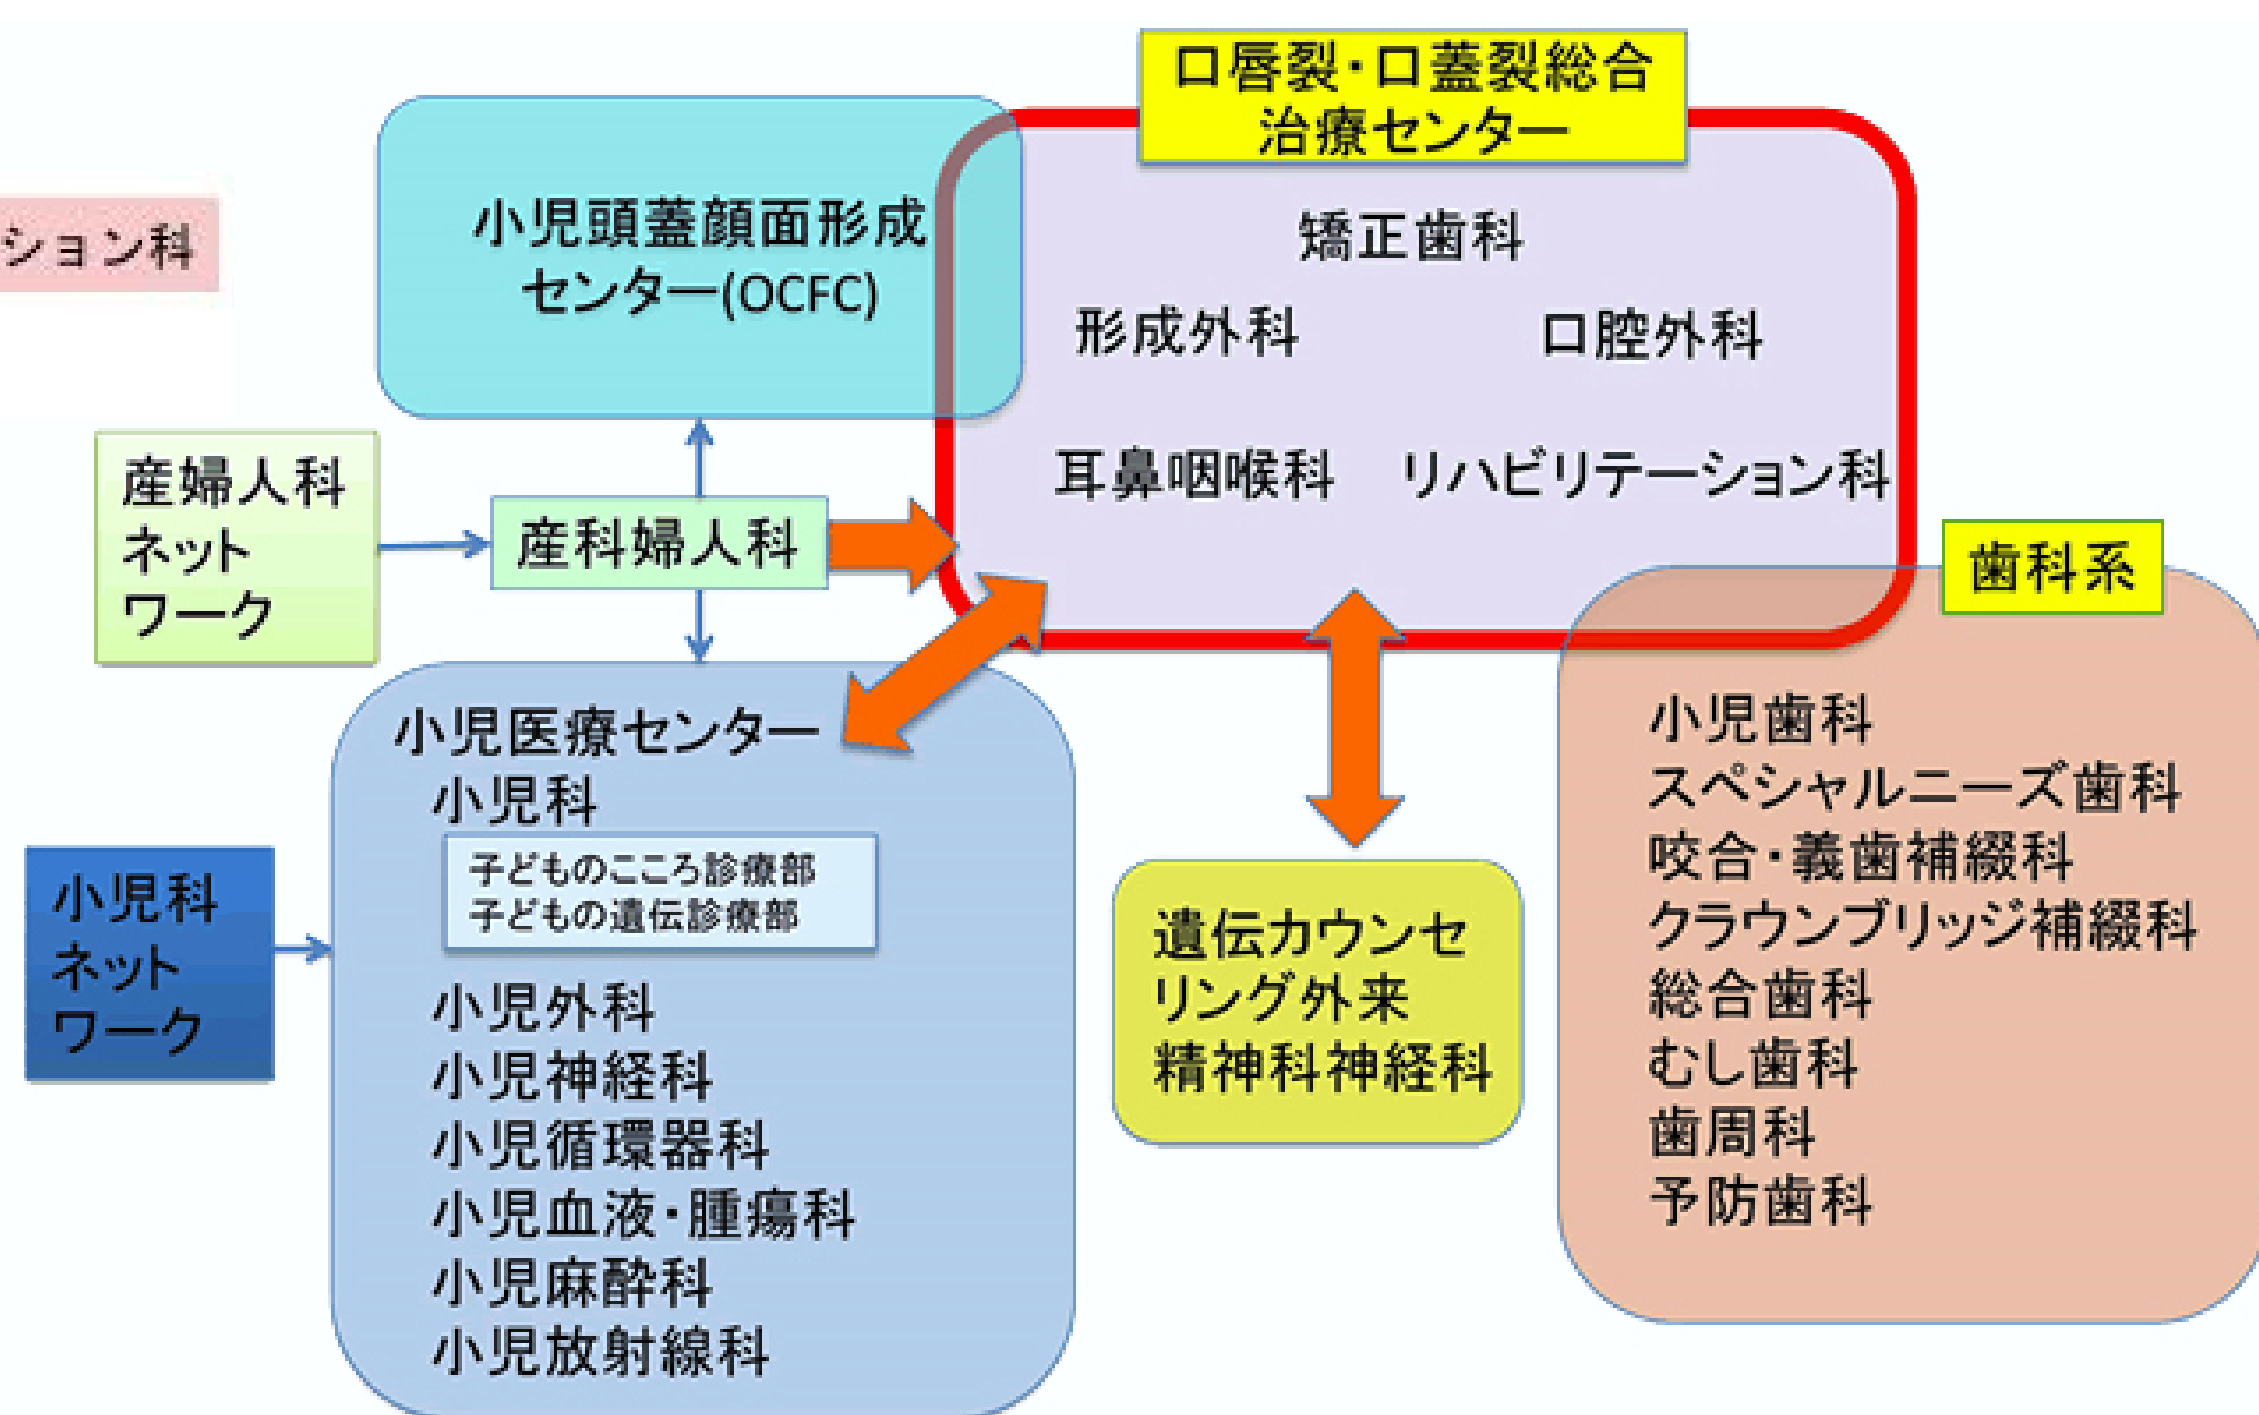 口唇裂・口蓋裂総合
治療センター
小児頭蓋顔面形成
センター(OCFC)
ション科
矯正歯科
形成外科
口腔外科
耳鼻咽喉科
リハビリテーション科
産婦人科
ネット
ワーク
産科婦人科
歯科系
小児医療センター
小児科
子どものこころ診療部
子どもの遺伝診療部
小児外科
小児神経科
小児循環器科
小児血液・腫瘍科
小児麻酔科
小児放射線科
小児科
ネット
ワーク
遺伝カウンセ
リング外来
精神科神経科
小児歯科
スペシャルニーズ歯科
咬合・義歯補綴科
クラウンブリッジ補綴科
総合歯科
むし歯科
歯周科
予防歯科